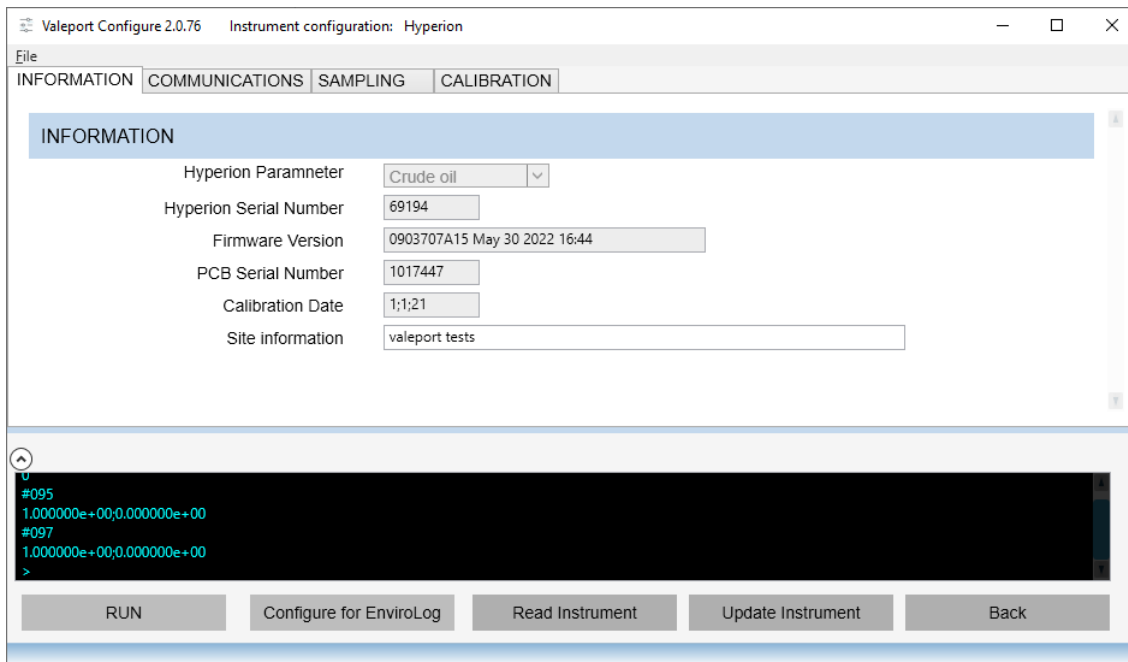 Valeport Configure 2.0.76 Instrument configuration: Hyperion
File
INFORMATION COMMUNICATIONS SAMPLING CALIBRATION
INFORMATION
Hyperion Paramneter Crude oil
Hyperion Serial Number 69194
Firmware Version 0903707A15 May 30 2022 16:44
PCB Serial Number 1017447
Calibration Date 1;1;21
Site information valeport tests
0
#095
1.000000e+00;0.000000e+00
#097
1.000000e+00;0.000000e+00
>
RUN Configure for EnviroLog Read Instrument Update Instrument Back